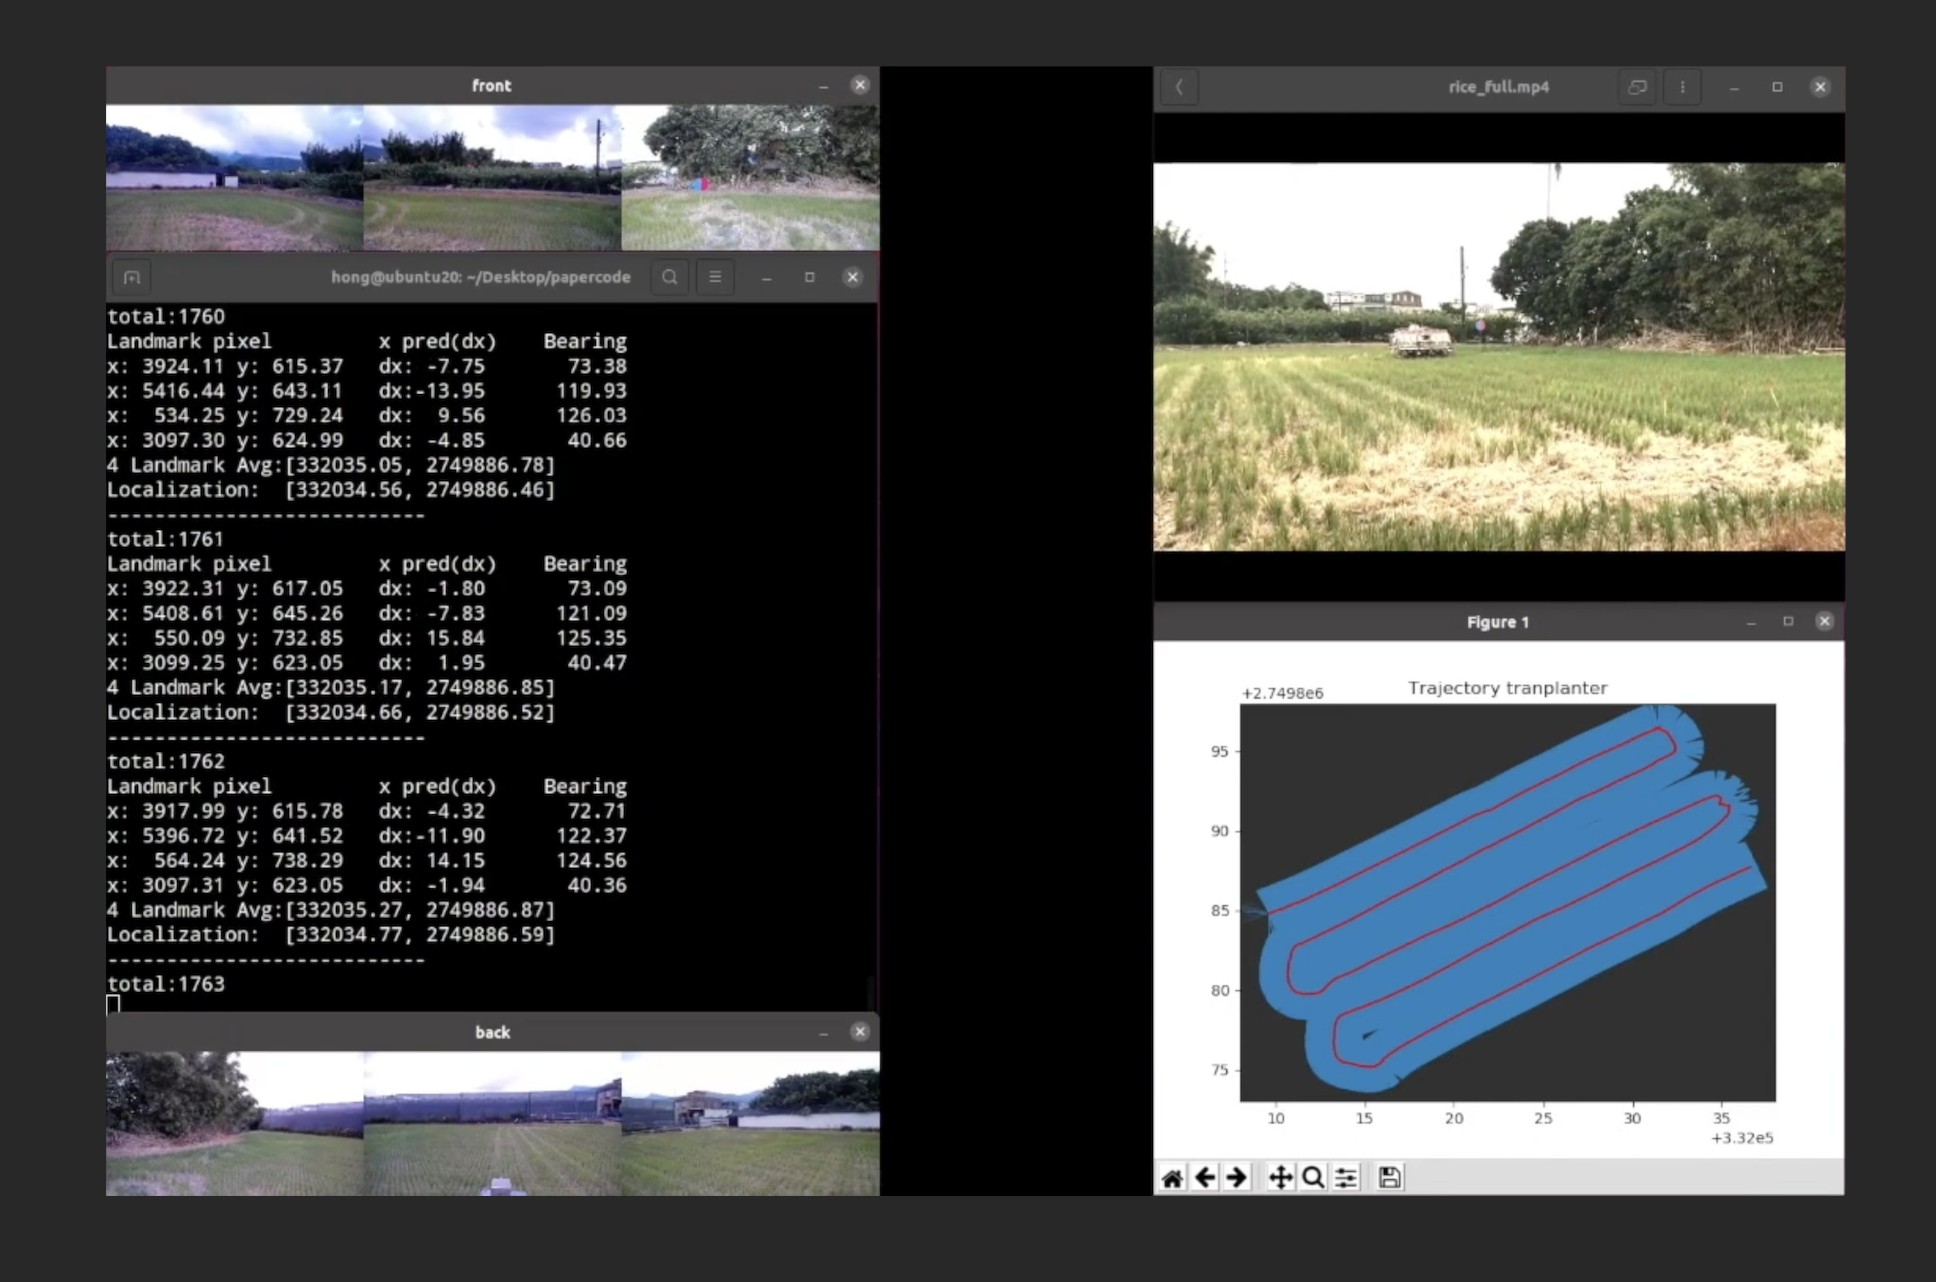 front
hong@ubuntu20: ~/Desktop/papercode
total:1760
Landmark pixel x pred(dx) Bearing
x: 3924.11 y: 615.37 dx: -7.75 73.38
x: 5416.44 y: 643.11 dx:-13.95 119.93
x: 534.25 y: 729.24 dx: 9.56 126.03
x: 3097.30 y: 624.99 dx: -4.85 40.66
4 Landmark Avg:[332035.05, 2749886.78]
Localization: [332034.56, 2749886.46]
---------------------------
total:1761
Landmark pixel x pred(dx) Bearing
x: 3922.31 y: 617.05 dx: -1.80 73.09
x: 5408.61 y: 645.26 dx: -7.83 121.09
x: 550.09 y: 732.85 dx: 15.84 125.35
x: 3099.25 y: 623.05 dx: 1.95 40.47
4 Landmark Avg:[332035.17, 2749886.85]
Localization: [332034.66, 2749886.52]
---------------------------
total:1762
Landmark pixel x pred(dx) Bearing
x: 3917.99 y: 615.78 dx: -4.32 72.71
x: 5396.72 y: 641.52 dx:-11.90 122.37
x: 564.24 y: 738.29 dx: 14.15 124.56
x: 3097.31 y: 623.05 dx: -1.94 40.36
4 Landmark Avg:[332035.27, 2749886.87]
Localization: [332034.77, 2749886.59]
---------------------------
total:1763
back
rice_full.mp4
Figure 1
+2.7498e6 Trajectory tranplanter
95
90
85
80
75
10 15 20 25 30 35
+3.32e5